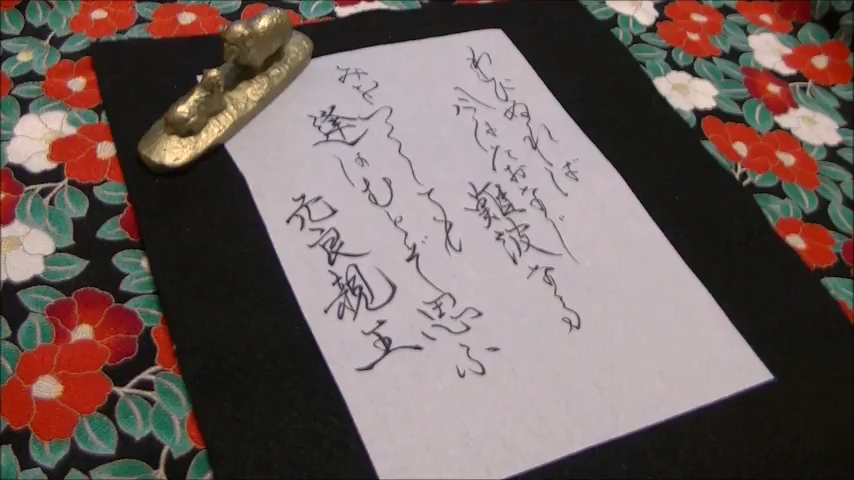 わびぬれば
今はたおなじ
難波なる
みを
つくしても
逢はむとぞ思ふ
元良親王